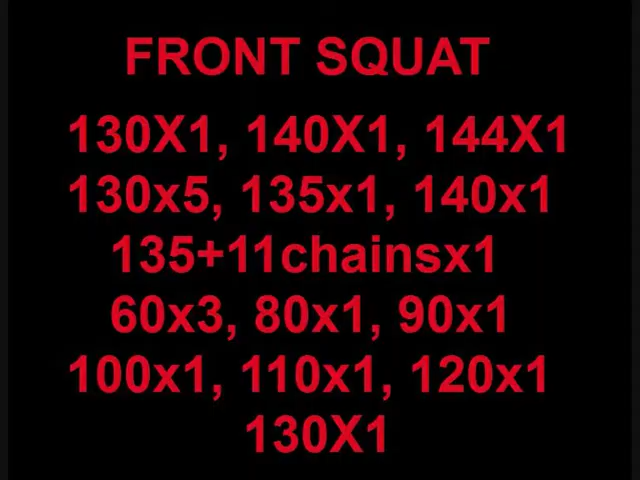 FRONT SQUAT
130X1, 140X1, 144X1
130x5, 135x1, 140x1
135+11chainsx1
60x3, 80x1, 90x1
100x1, 110x1, 120x1
130X1